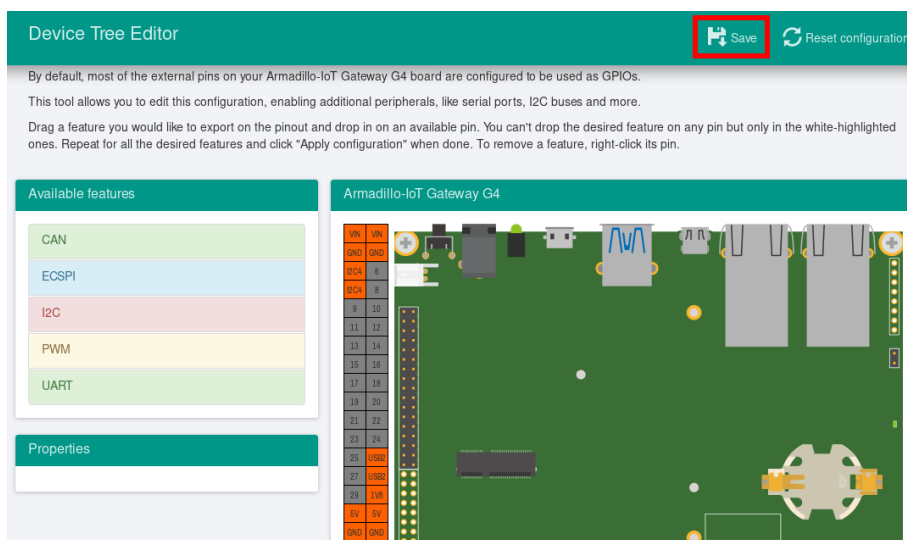 Device Tree Editor
Save
Reset configuration
By default, most of the external pins on your Armadillo-IoT Gateway G4 board are configured to be used as GPIOs.
This tool allows you to edit this configuration, enabling additional peripherals, like serial ports, I2C buses and more.
Drag a feature you would like to export on the pinout and drop in on an available pin. You can't drop the desired feature on any pin but only in the white-highlighted
ones. Repeat for all the desired features and click "Apply configuration" when done. To remove a feature, right-click its pin.
Available features
CAN
ECSPI
I2C
PWM
UART
Properties
Armadillo-IoT Gateway G4
VIN VIN
GND GND
I2C4 6
I2C4 8
9 10
11 12
13 14
15 16
17 18
19 20
21 22
23 24
25 USB2
27 USB2
29 1V8
5V 5V
GND GND